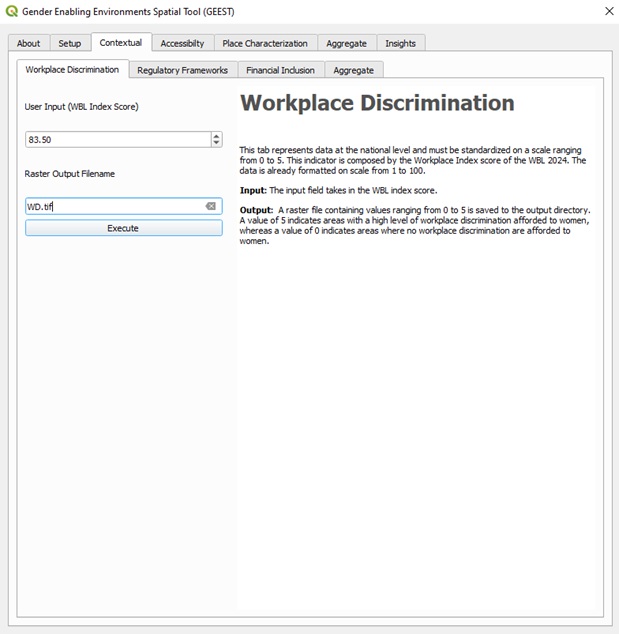 Gender Enabling Environments Spatial Tool (GEEST)
About Setup Contextual Accessibilty Place Characterization Aggregate Insights
Workplace Discrimination Regulatory Frameworks Financial Inclusion Aggregate
User Input (WBL Index Score)
83.50
Raster Output Filename
WD.tif
Execute
Workplace Discrimination
This tab represents data at the national level and must be standardized on a scale ranging
from 0 to 5. This indicator is composed by the Workplace Index score of the WBL 2024. The
data is already formatted on scale from 1 to 100.
Input: The input field takes in the WBL index score.
Output: A raster file containing values ranging from 0 to 5 is saved to the output directory.
A value of 5 indicates areas with a high level of workplace discrimination afforded to women,
whereas a value of 0 indicates areas where no workplace discrimination are afforded to
women.